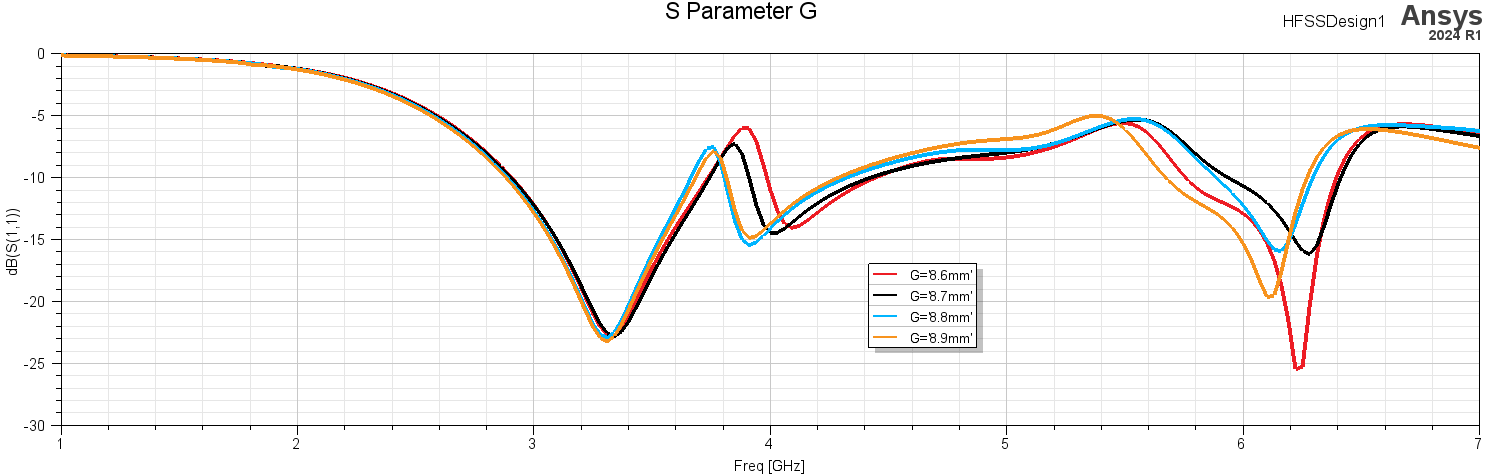 S Parameter G
HFSSDesign1
Ansys
2024 R1
0
-5
-10
-15
-20
-25
-30
dB(S(1,1))
G='8.6mm'
G='8.7mm'
G='8.8mm'
G='8.9mm'
1 2 3 4 5 6 7
Freq [GHz]